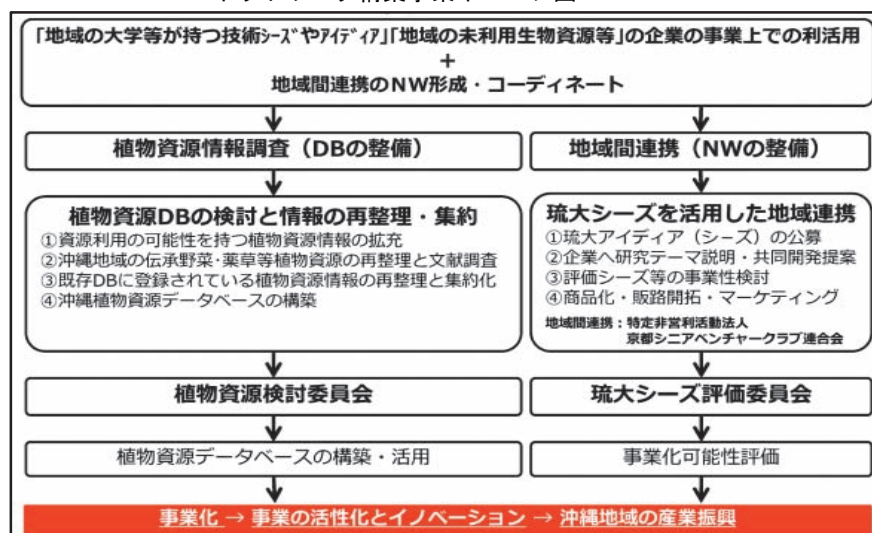 「地域の大学等が持つ技術ｼｰｽﾞやｱｲﾃﾞｨｱ」「地域の未利用生物資源等」の企業の事業上での利活用
＋
地域間連携のNW形成・コーディネート
植物資源情報調査（DBの整備）
植物資源DBの検討と情報の再整理・集約
①資源利用の可能性を持つ植物資源情報の拡充
②沖縄地域の伝承野菜・薬草等植物資源の再整理と文献調査
③既存DBに登録されている植物資源情報の再整理と集約化
④沖縄植物資源データベースの構築
植物資源検討委員会
植物資源データベースの構築・活用
地域間連携（NWの整備）
琉大シーズを活用した地域連携
①琉大アイディア（シーズ）の公募
②企業へ研究テーマ説明・共同開発提案
③評価シーズ等の事業性検討
④商品化・販路開拓・マーケティング
地域間連携：特定非営利活動法人
京都シニアベンチャークラブ連合会
琉大シーズ評価委員会
事業化可能性評価
事業化 → 事業の活性化とイノベーション → 沖縄地域の産業振興